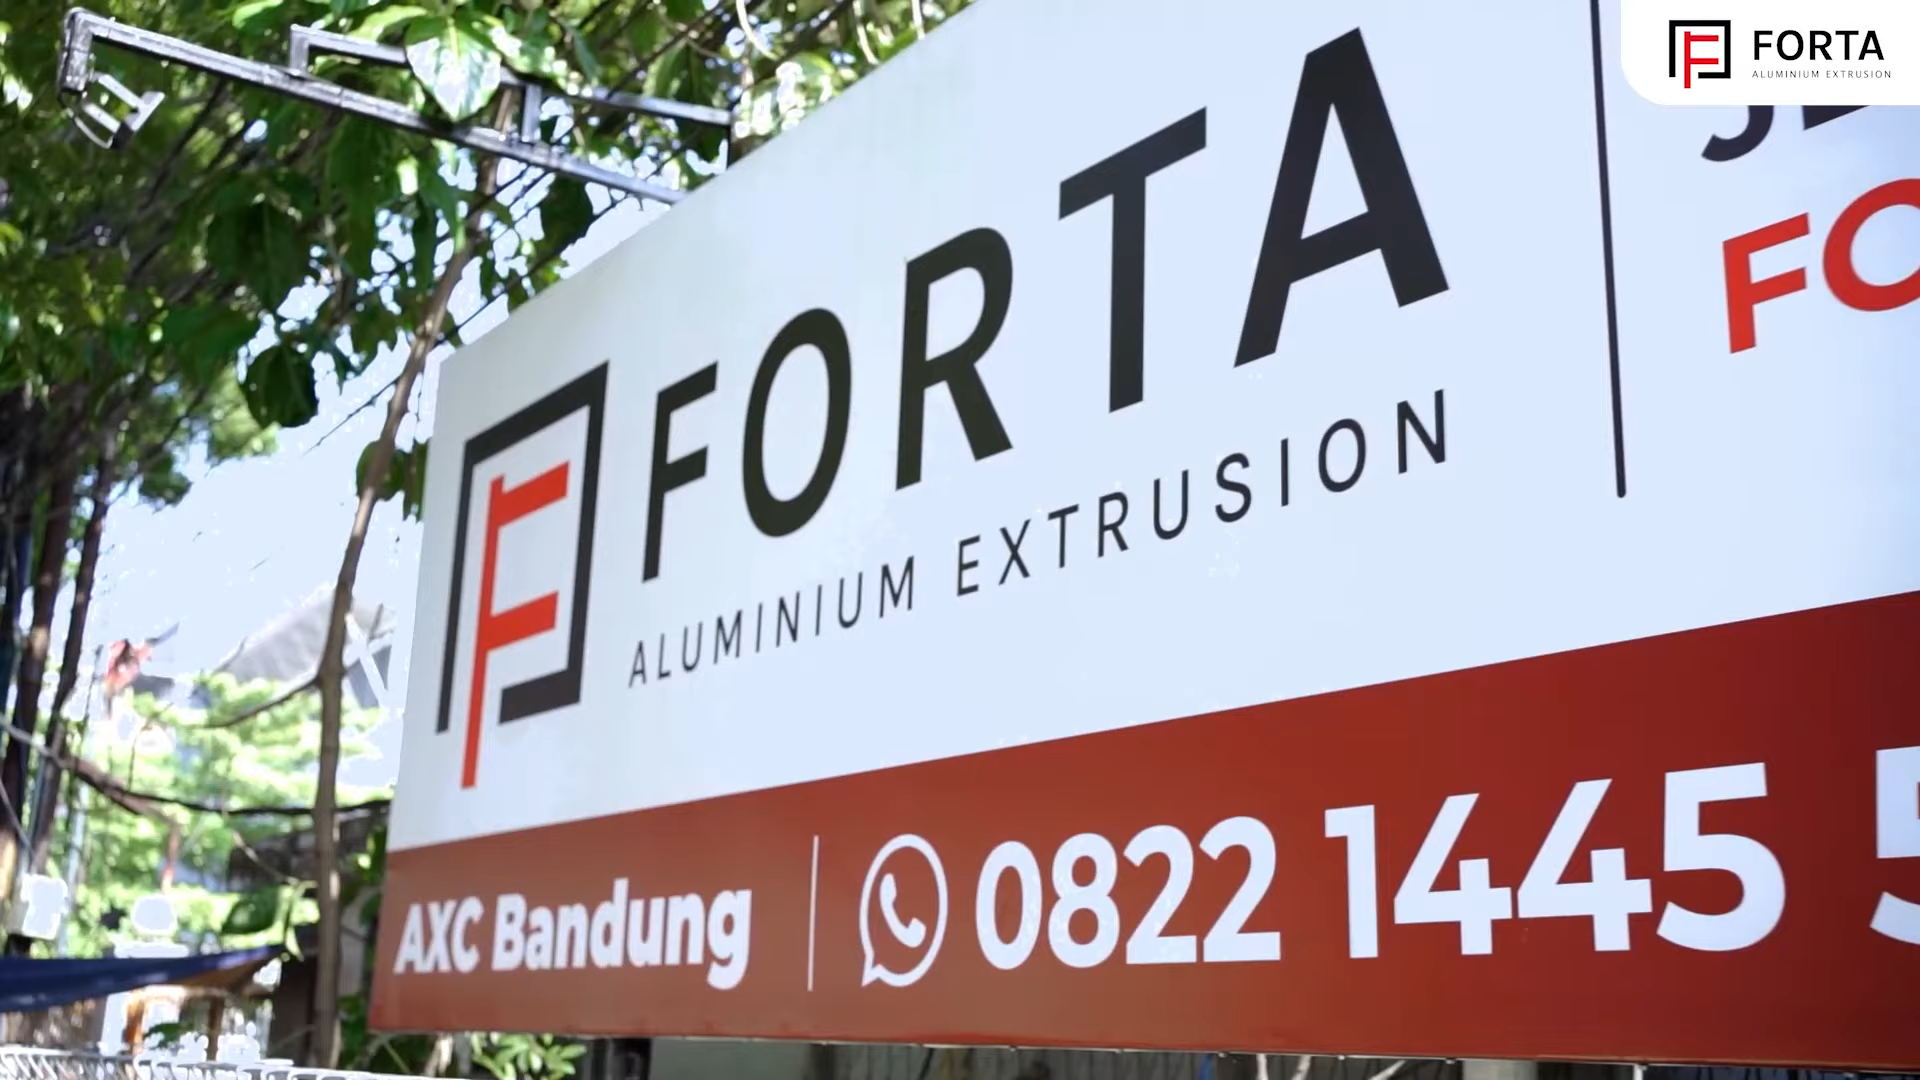 FORTA
ALUMINIUM EXTRUSION
FORTA
ALUMINIUM EXTRUSION
AXC Bandung
0822 1445